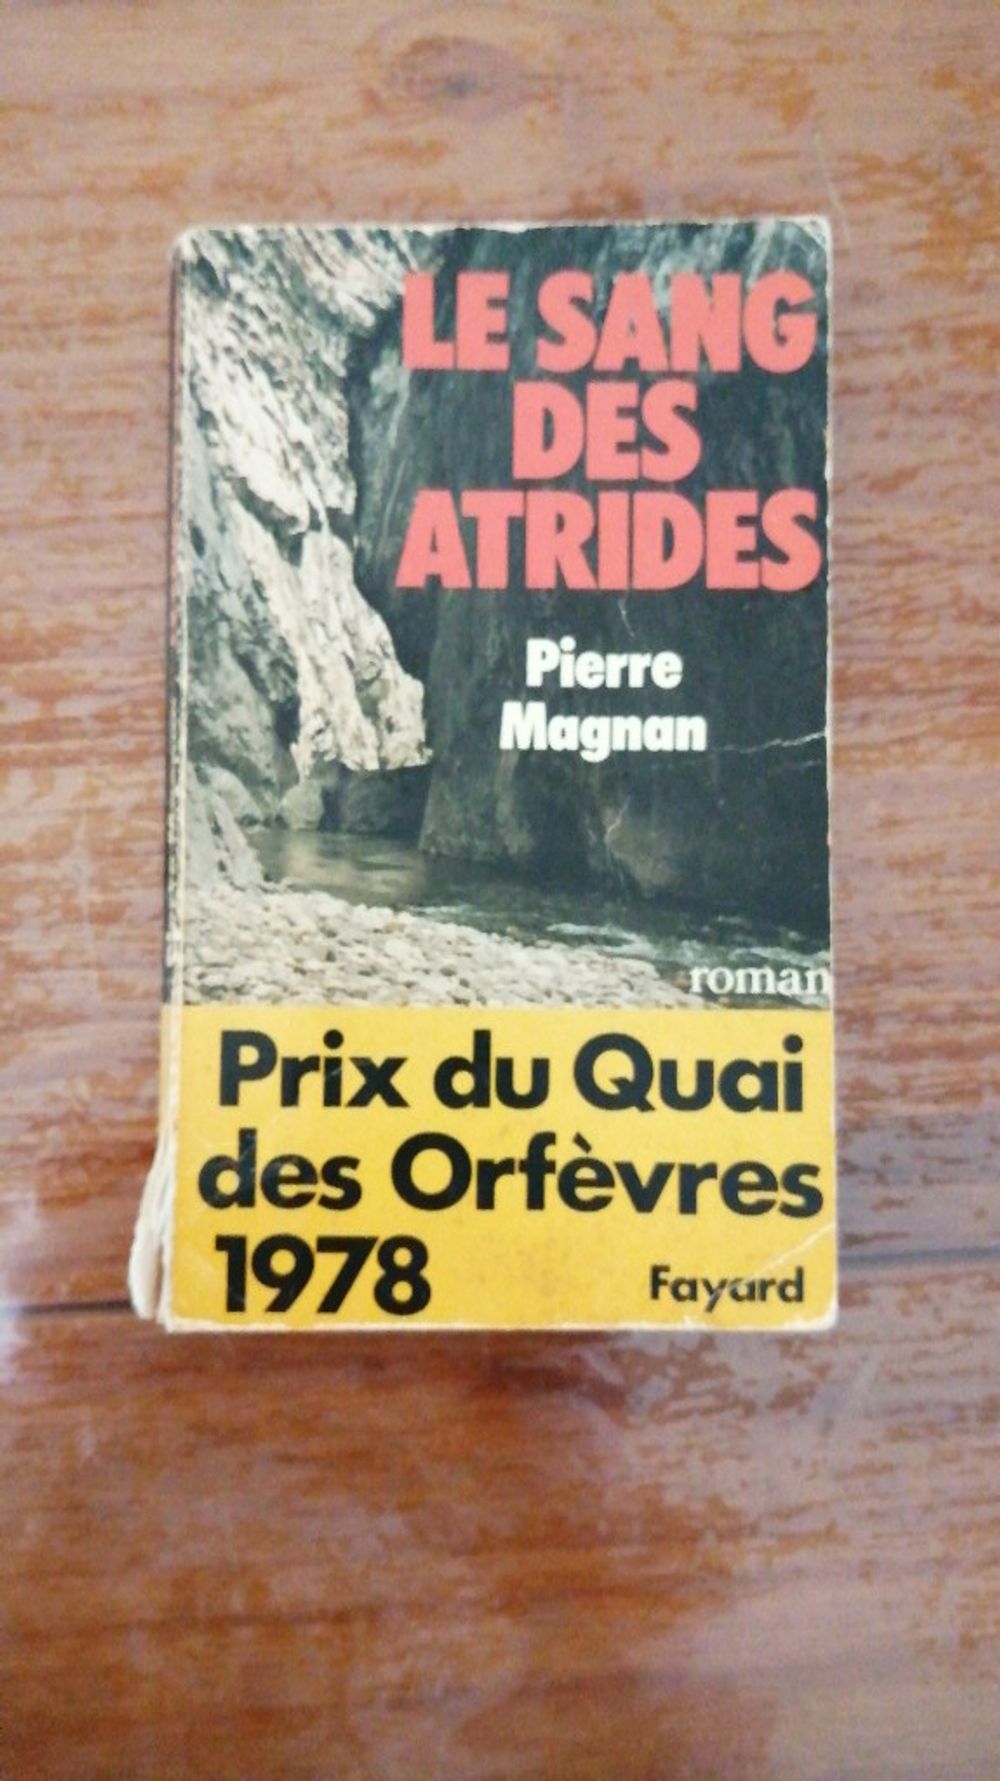 LE SANG
DES
ATRIDES
Pierre
Magnan
roman
Prix du Quai
des Orfèvres
1978
Fayard